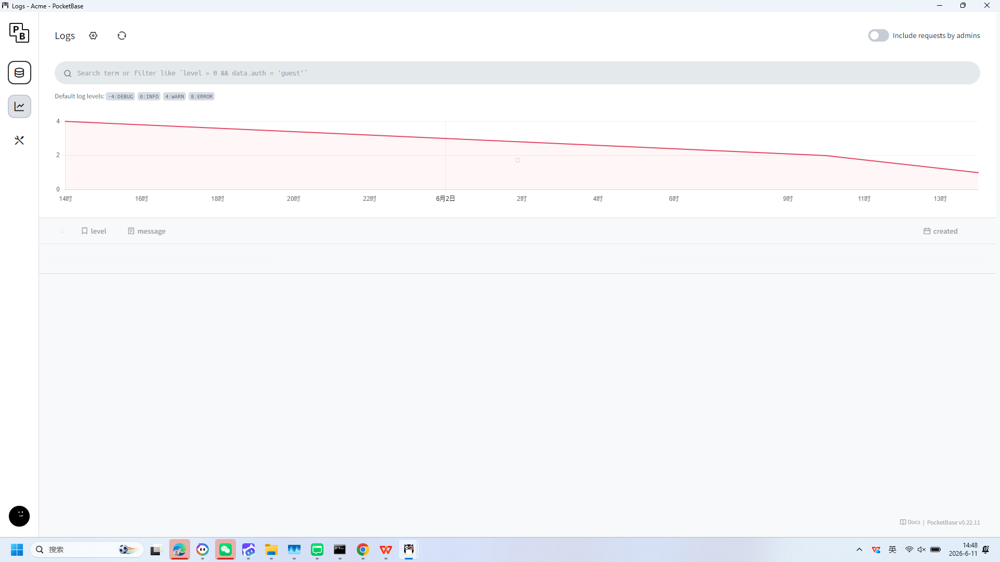 Logs - Acme - PocketBase
P
B
Logs
Include requests by admins
Search term or filter like `level > 0 && data.auth = 'guest'`
Default log levels: -4:DEBUG 0:INFO 4:WARN 8:ERROR
4
2
0
14时 16时 18时 20时 22时 6月2日 2时 4时 6时 9时 11时 13时
level message created
Docs | PocketBase v0.22.11
搜索
英
14:48
2026-6-11